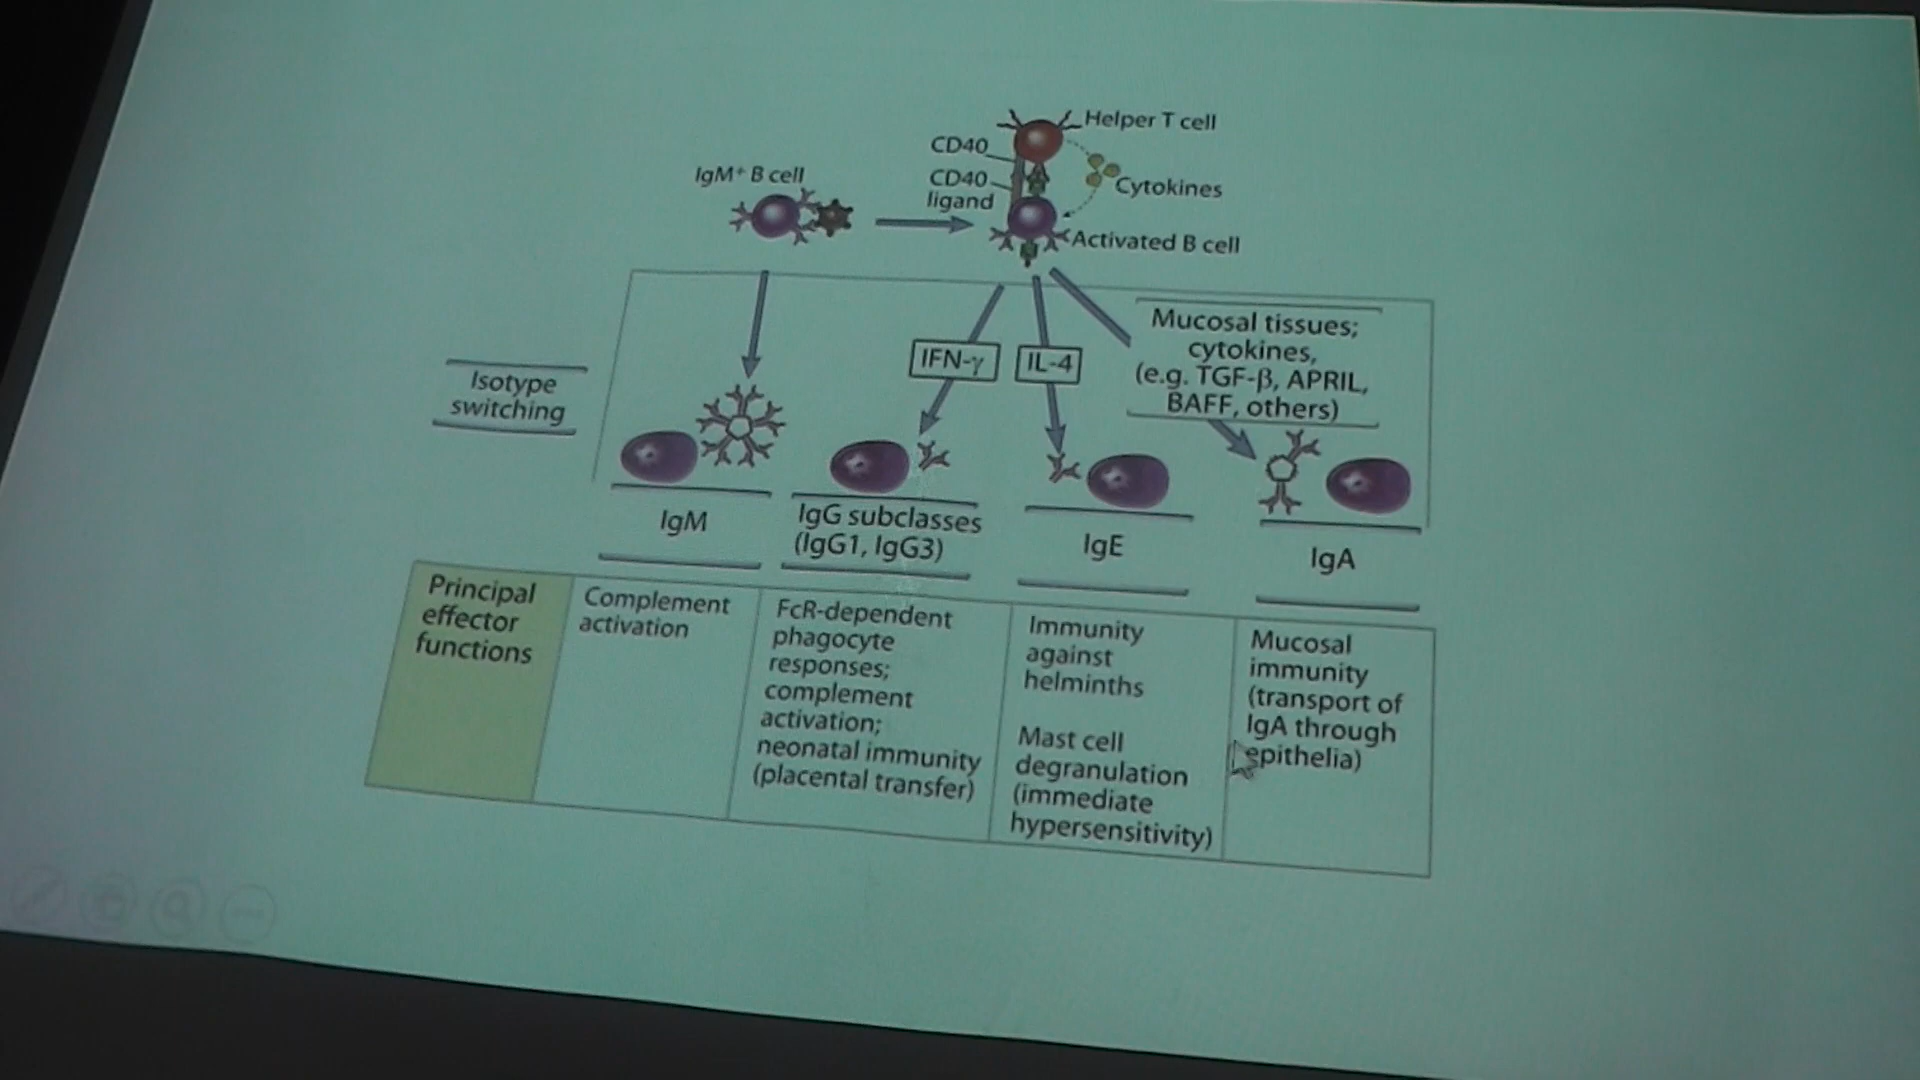 Helper T cell
CD40
IgM+ B cell
CD40
ligand
Cytokines
Activated B cell
Mucosal tissues;
cytokines,
(e.g. TGF-β, APRIL,
BAFF, others)
IFN-γ
IL-4
Isotype
switching
IgM
IgG subclasses
(IgG1, IgG3)
IgE
IgA
Principal
effector
functions
Complement
activation
FcR-dependent
phagocyte
responses;
complement
activation;
neonatal immunity
(placental transfer)
Immunity
against
helminths
Mast cell
degranulation
(immediate
hypersensitivity)
Mucosal
immunity
(transport of
IgA through
epithelia)